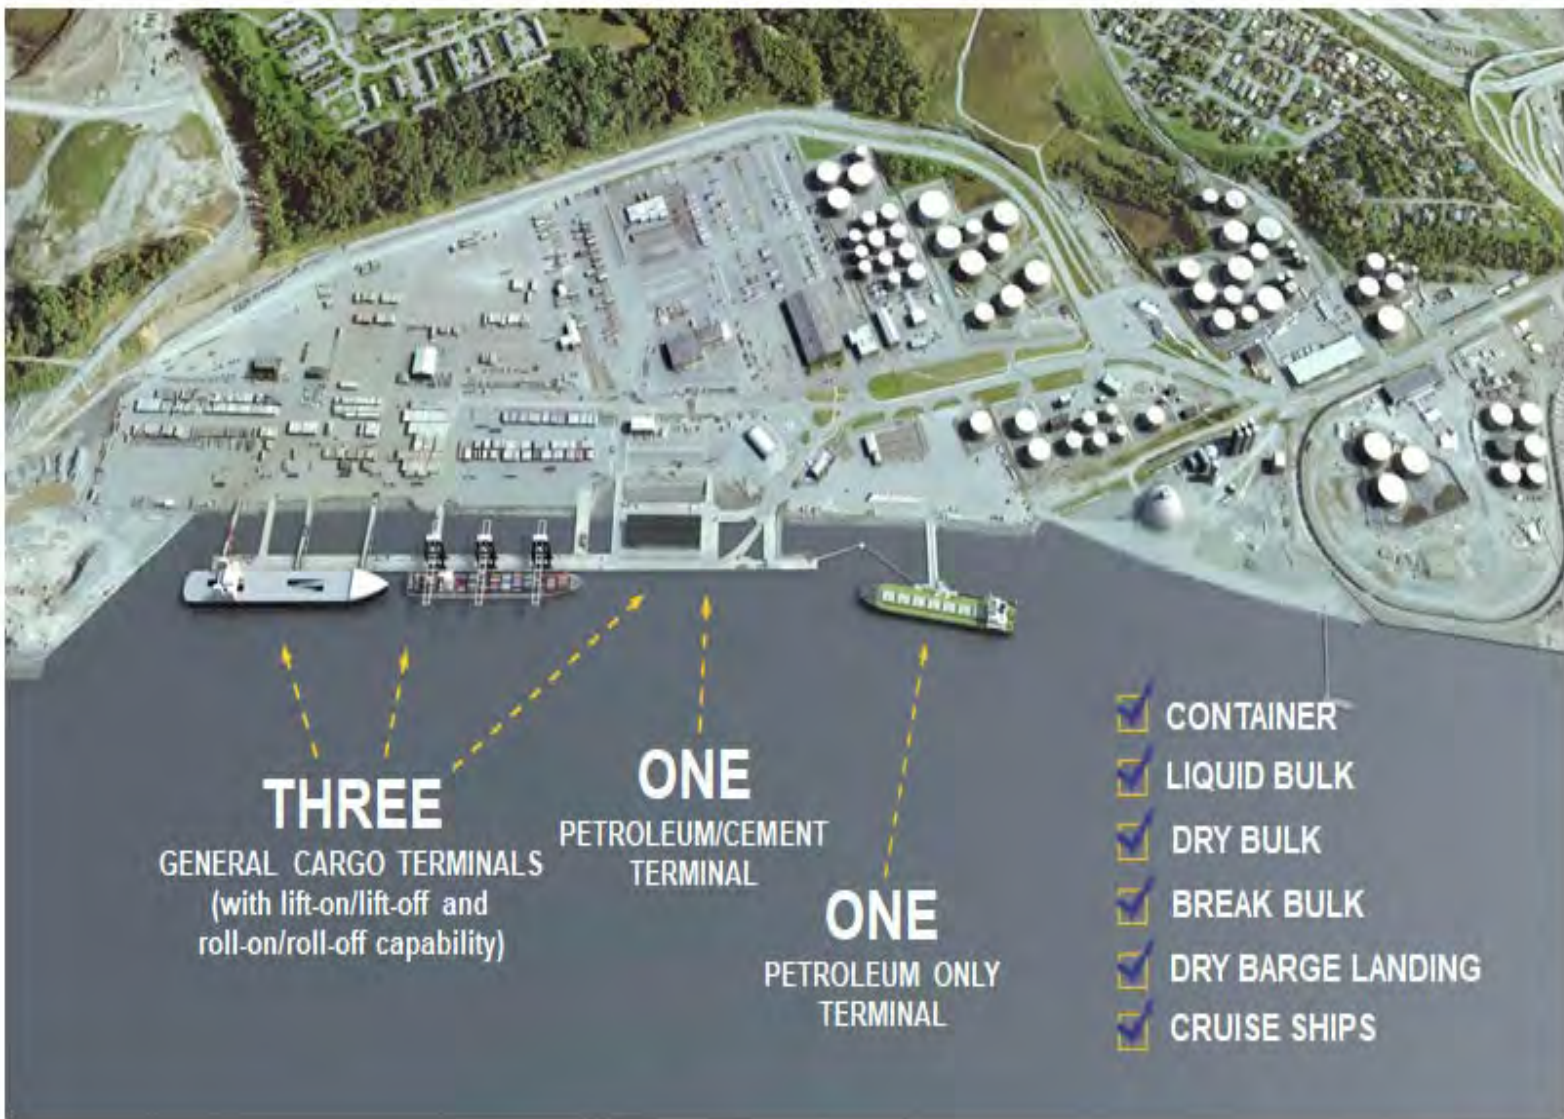 THREE
GENERAL CARGO TERMINALS
(with lift-on/lift-off and
roll-on/roll-off capability)
ONE
PETROLEUM/CEMENT
TERMINAL
ONE
PETROLEUM ONLY
TERMINAL
CONTAINER
LIQUID BULK
DRY BULK
BREAK BULK
DRY BARGE LANDING
CRUISE SHIPS